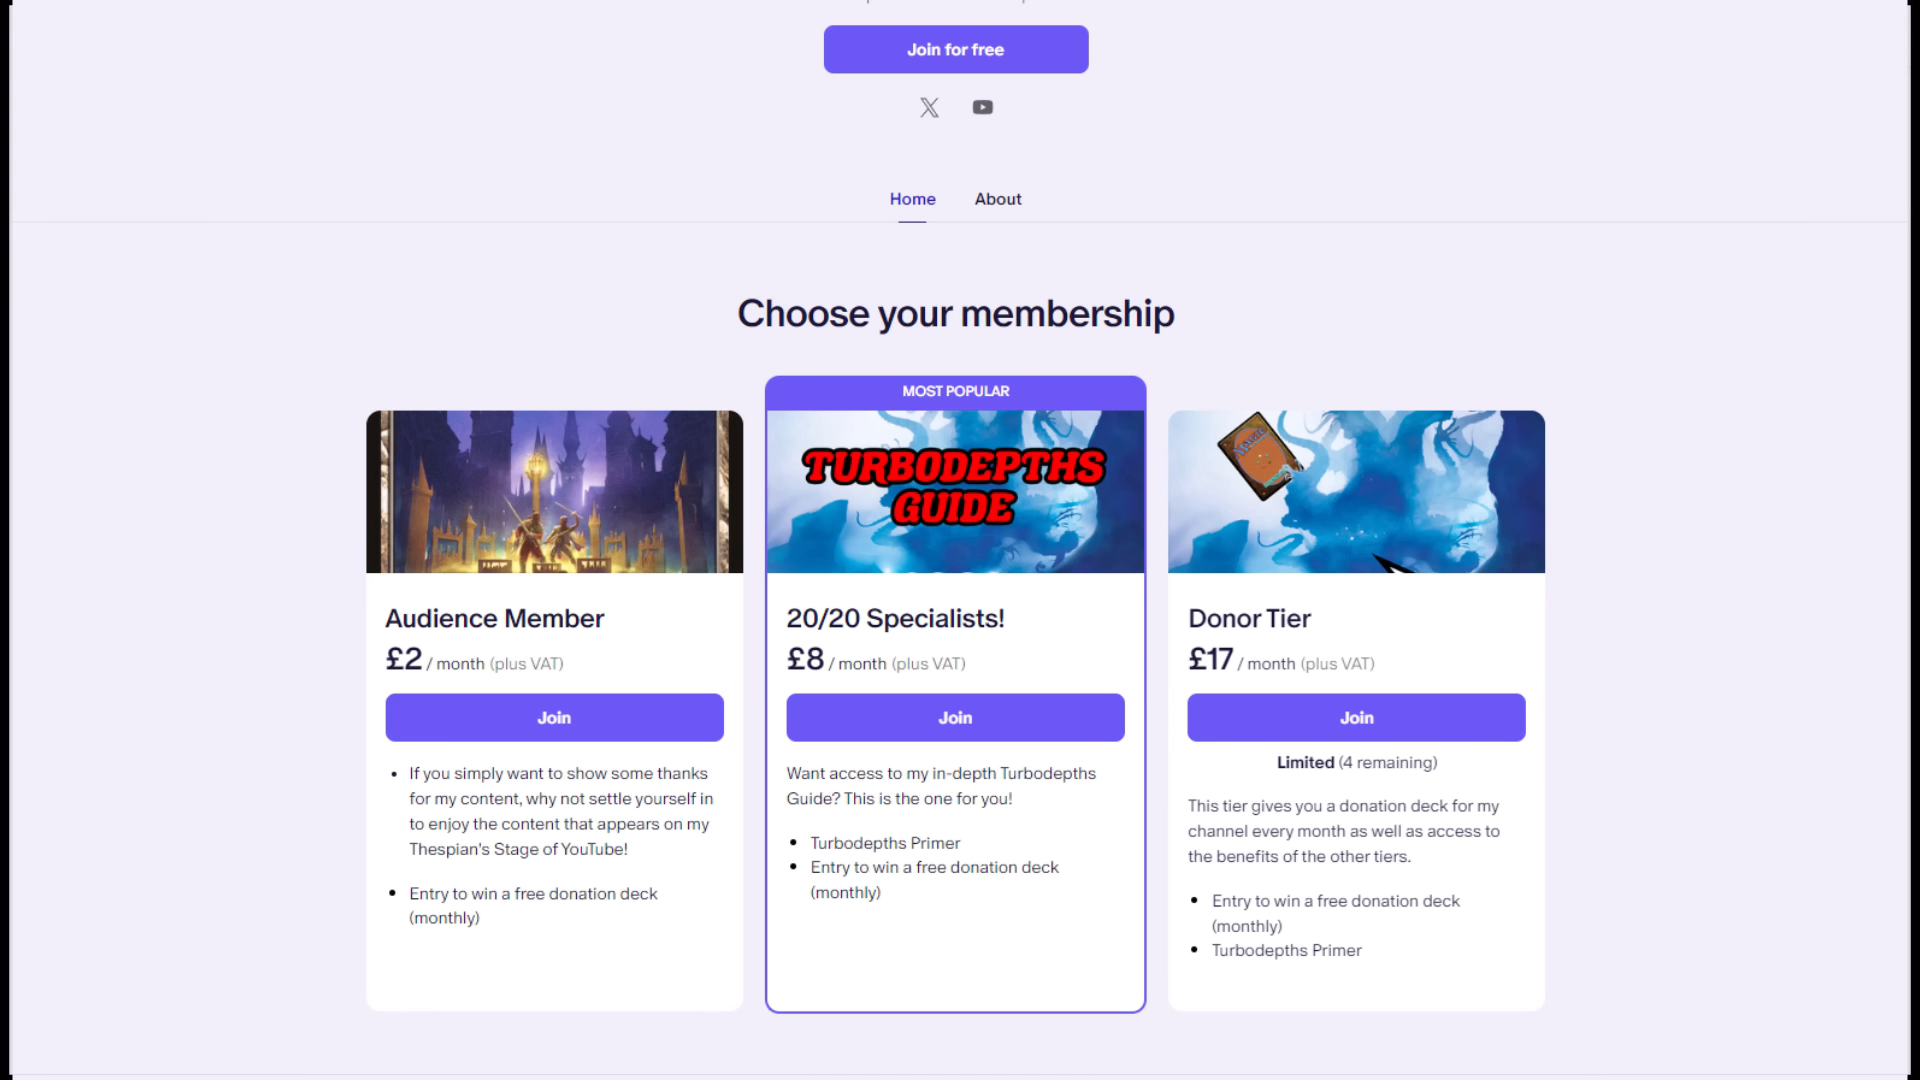 Join for free
Home About
Choose your membership
MOST POPULAR
TURBODEPTHS
GUIDE
Audience Member
£2 / month (plus VAT)
Join
• If you simply want to show some thanks
for my content, why not settle yourself in
to enjoy the content that appears on my
Thespian's Stage of YouTube!
• Entry to win a free donation deck
(monthly)
20/20 Specialists!
£8 / month (plus VAT)
Join
Want access to my in-depth Turbodepths
Guide? This is the one for you!
• Turbodepths Primer
• Entry to win a free donation deck
(monthly)
Donor Tier
£17 / month (plus VAT)
Join
Limited (4 remaining)
This tier gives you a donation deck for my
channel every month as well as access to
the benefits of the other tiers.
• Entry to win a free donation deck
(monthly)
• Turbodepths Primer